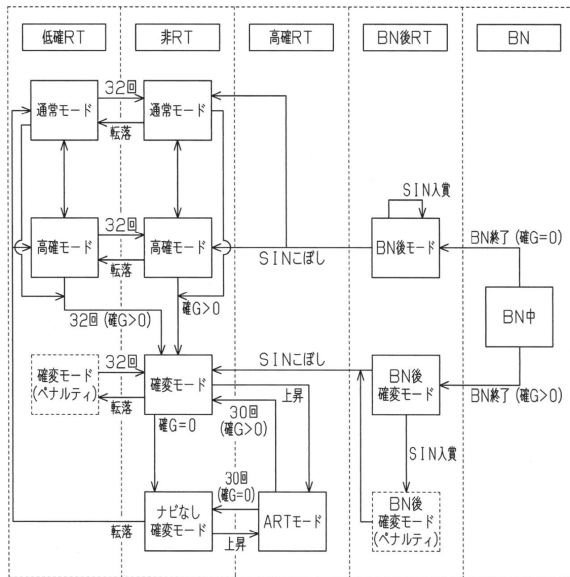 低確RT
非RT
高確RT
BN後RT
BN
通常モード
32回
転落
通常モード
SIN入賞
高確モード
32回
転落
高確モード
SINこぼし
BN後モード
BN終了(確G=0)
BN中
32回(確G>0)
確G>0
確変モード
(ペナルティ)
32回
転落
確変モード
SINこぼし
上昇
30回
(確G>0)
BN後
確変モード
BN終了(確G>0)
確G=0
SIN入賞
30回
(確G=0)
転落
ナビなし
確変モード
上昇
ARTモード
BN後
確変モード
(ペナルティ)